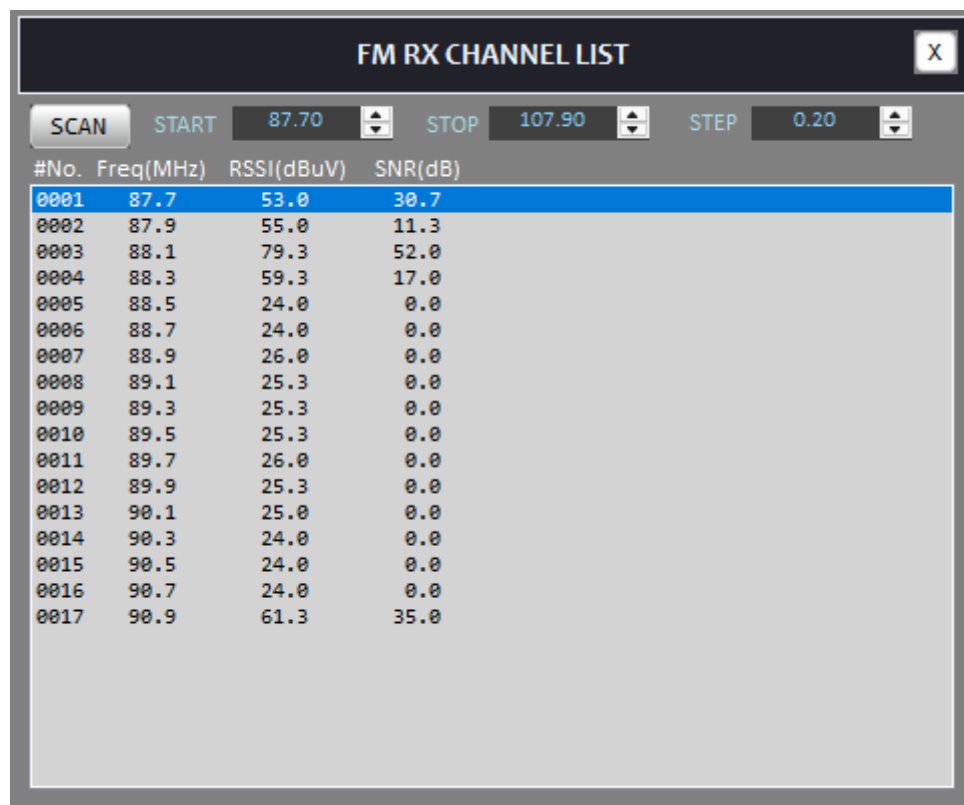 FM RX CHANNEL LIST X
SCAN START 87.70 STOP 107.90 STEP 0.20
#No. Freq(MHz) RSSI(dBuV) SNR(dB)
0001 87.7 53.0 30.7
0002 87.9 55.0 11.3
0003 88.1 79.3 52.0
0004 88.3 59.3 17.0
0005 88.5 24.0 0.0
0006 88.7 24.0 0.0
0007 88.9 26.0 0.0
0008 89.1 25.3 0.0
0009 89.3 25.3 0.0
0010 89.5 25.3 0.0
0011 89.7 26.0 0.0
0012 89.9 25.3 0.0
0013 90.1 25.0 0.0
0014 90.3 24.0 0.0
0015 90.5 24.0 0.0
0016 90.7 24.0 0.0
0017 90.9 61.3 35.0